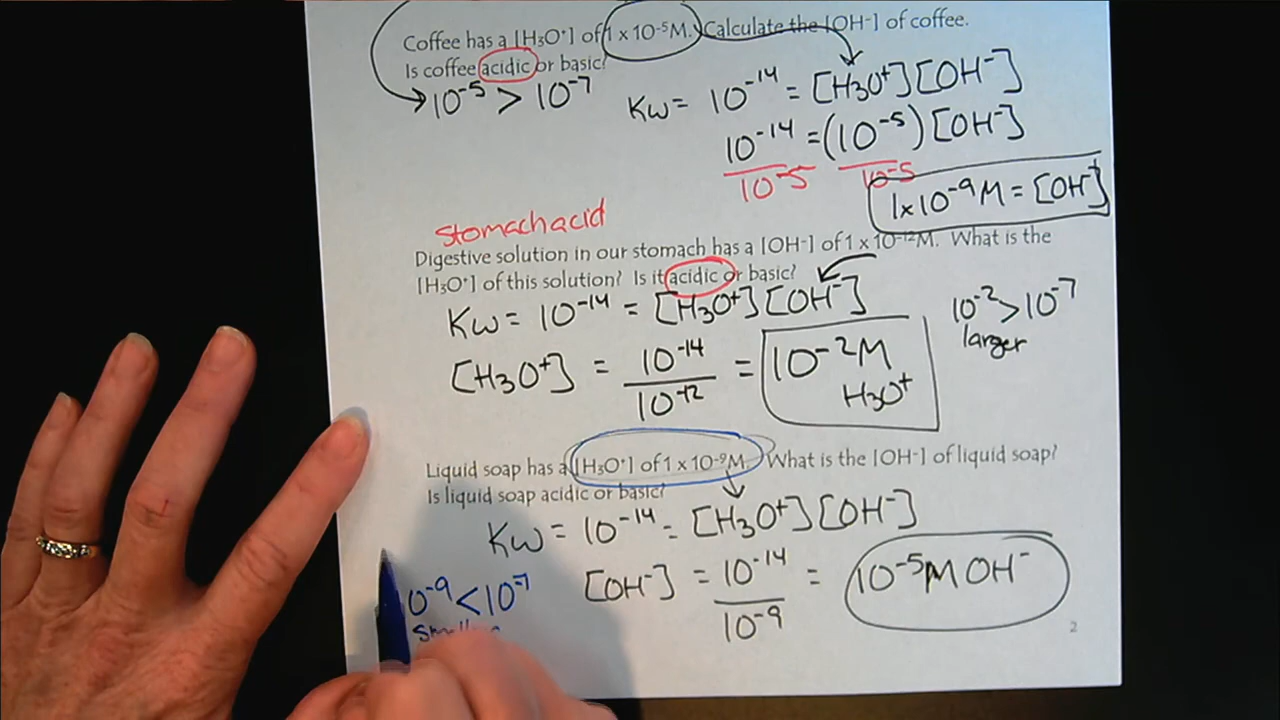 Coffee has a [H₃O⁺] of 1 x 10⁻⁵M. Calculate the [OH⁻] of coffee.
Is coffee acidic or basic?
10⁻⁵ > 10⁻⁷
Kw = 10⁻¹⁴ = [H₃O⁺][OH⁻]
10⁻¹⁴ = (10⁻⁵)[OH⁻]
10⁻⁵ 10⁻⁵
1x10⁻⁹M = [OH⁻]
Stomach acid
Digestive solution in our stomach has a [OH⁻] of 1 x 10⁻¹²M. What is the
[H₃O⁺] of this solution? Is it acidic or basic?
Kw = 10⁻¹⁴ = [H₃O⁺][OH⁻]
10⁻² > 10⁻⁷
larger
[H₃O⁺] = 10⁻¹⁴ / 10⁻¹² = 10⁻²M
H₃O⁺
Liquid soap has a [H₃O⁺] of 1 x 10⁻⁹M. What is the [OH⁻] of liquid soap?
Is liquid soap acidic or basic?
Kw = 10⁻¹⁴ = [H₃O⁺][OH⁻]
10⁻⁹ < 10⁻⁷
[OH⁻] = 10⁻¹⁴ / 10⁻⁹ = 10⁻⁵M OH⁻
2